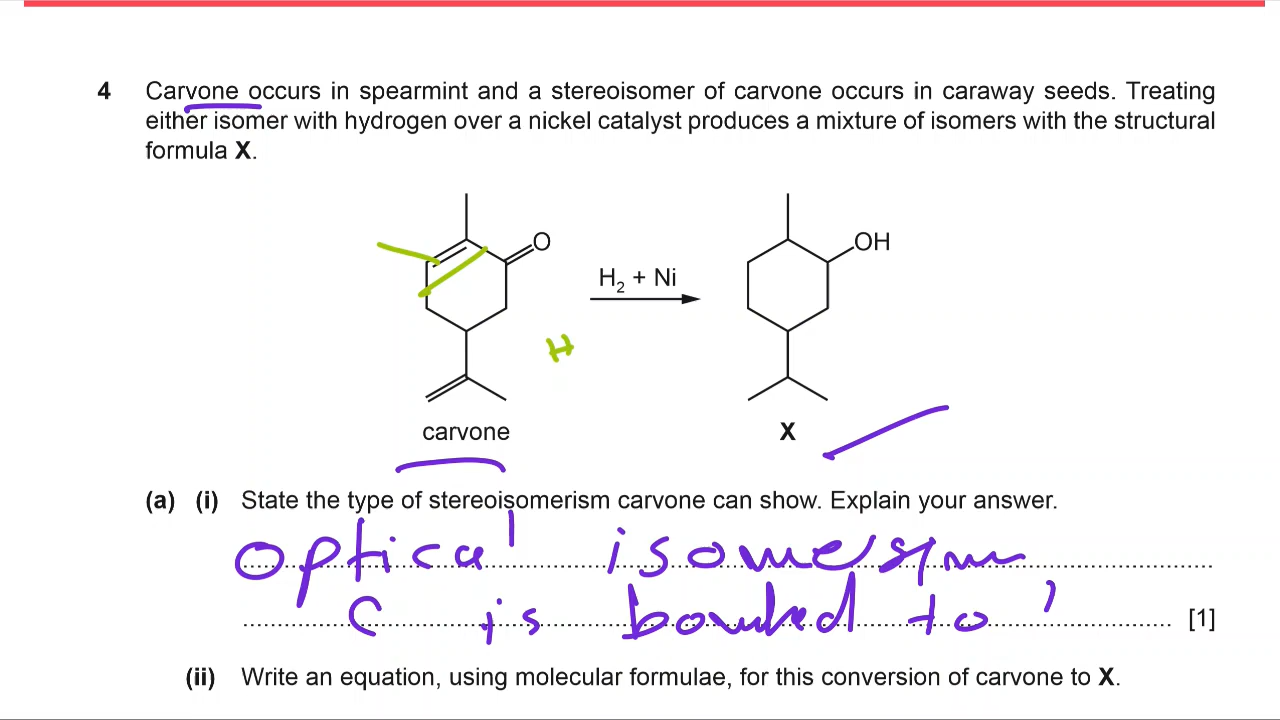 4 Carvone occurs in spearmint and a stereoisomer of carvone occurs in caraway seeds. Treating
either isomer with hydrogen over a nickel catalyst produces a mixture of isomers with the structural
formula X.
O
H₂ + Ni
OH
H
carvone
X
(a) (i) State the type of stereoisomerism carvone can show. Explain your answer.
optical isomerism
C is bonded to
[1]
(ii) Write an equation, using molecular formulae, for this conversion of carvone to X.